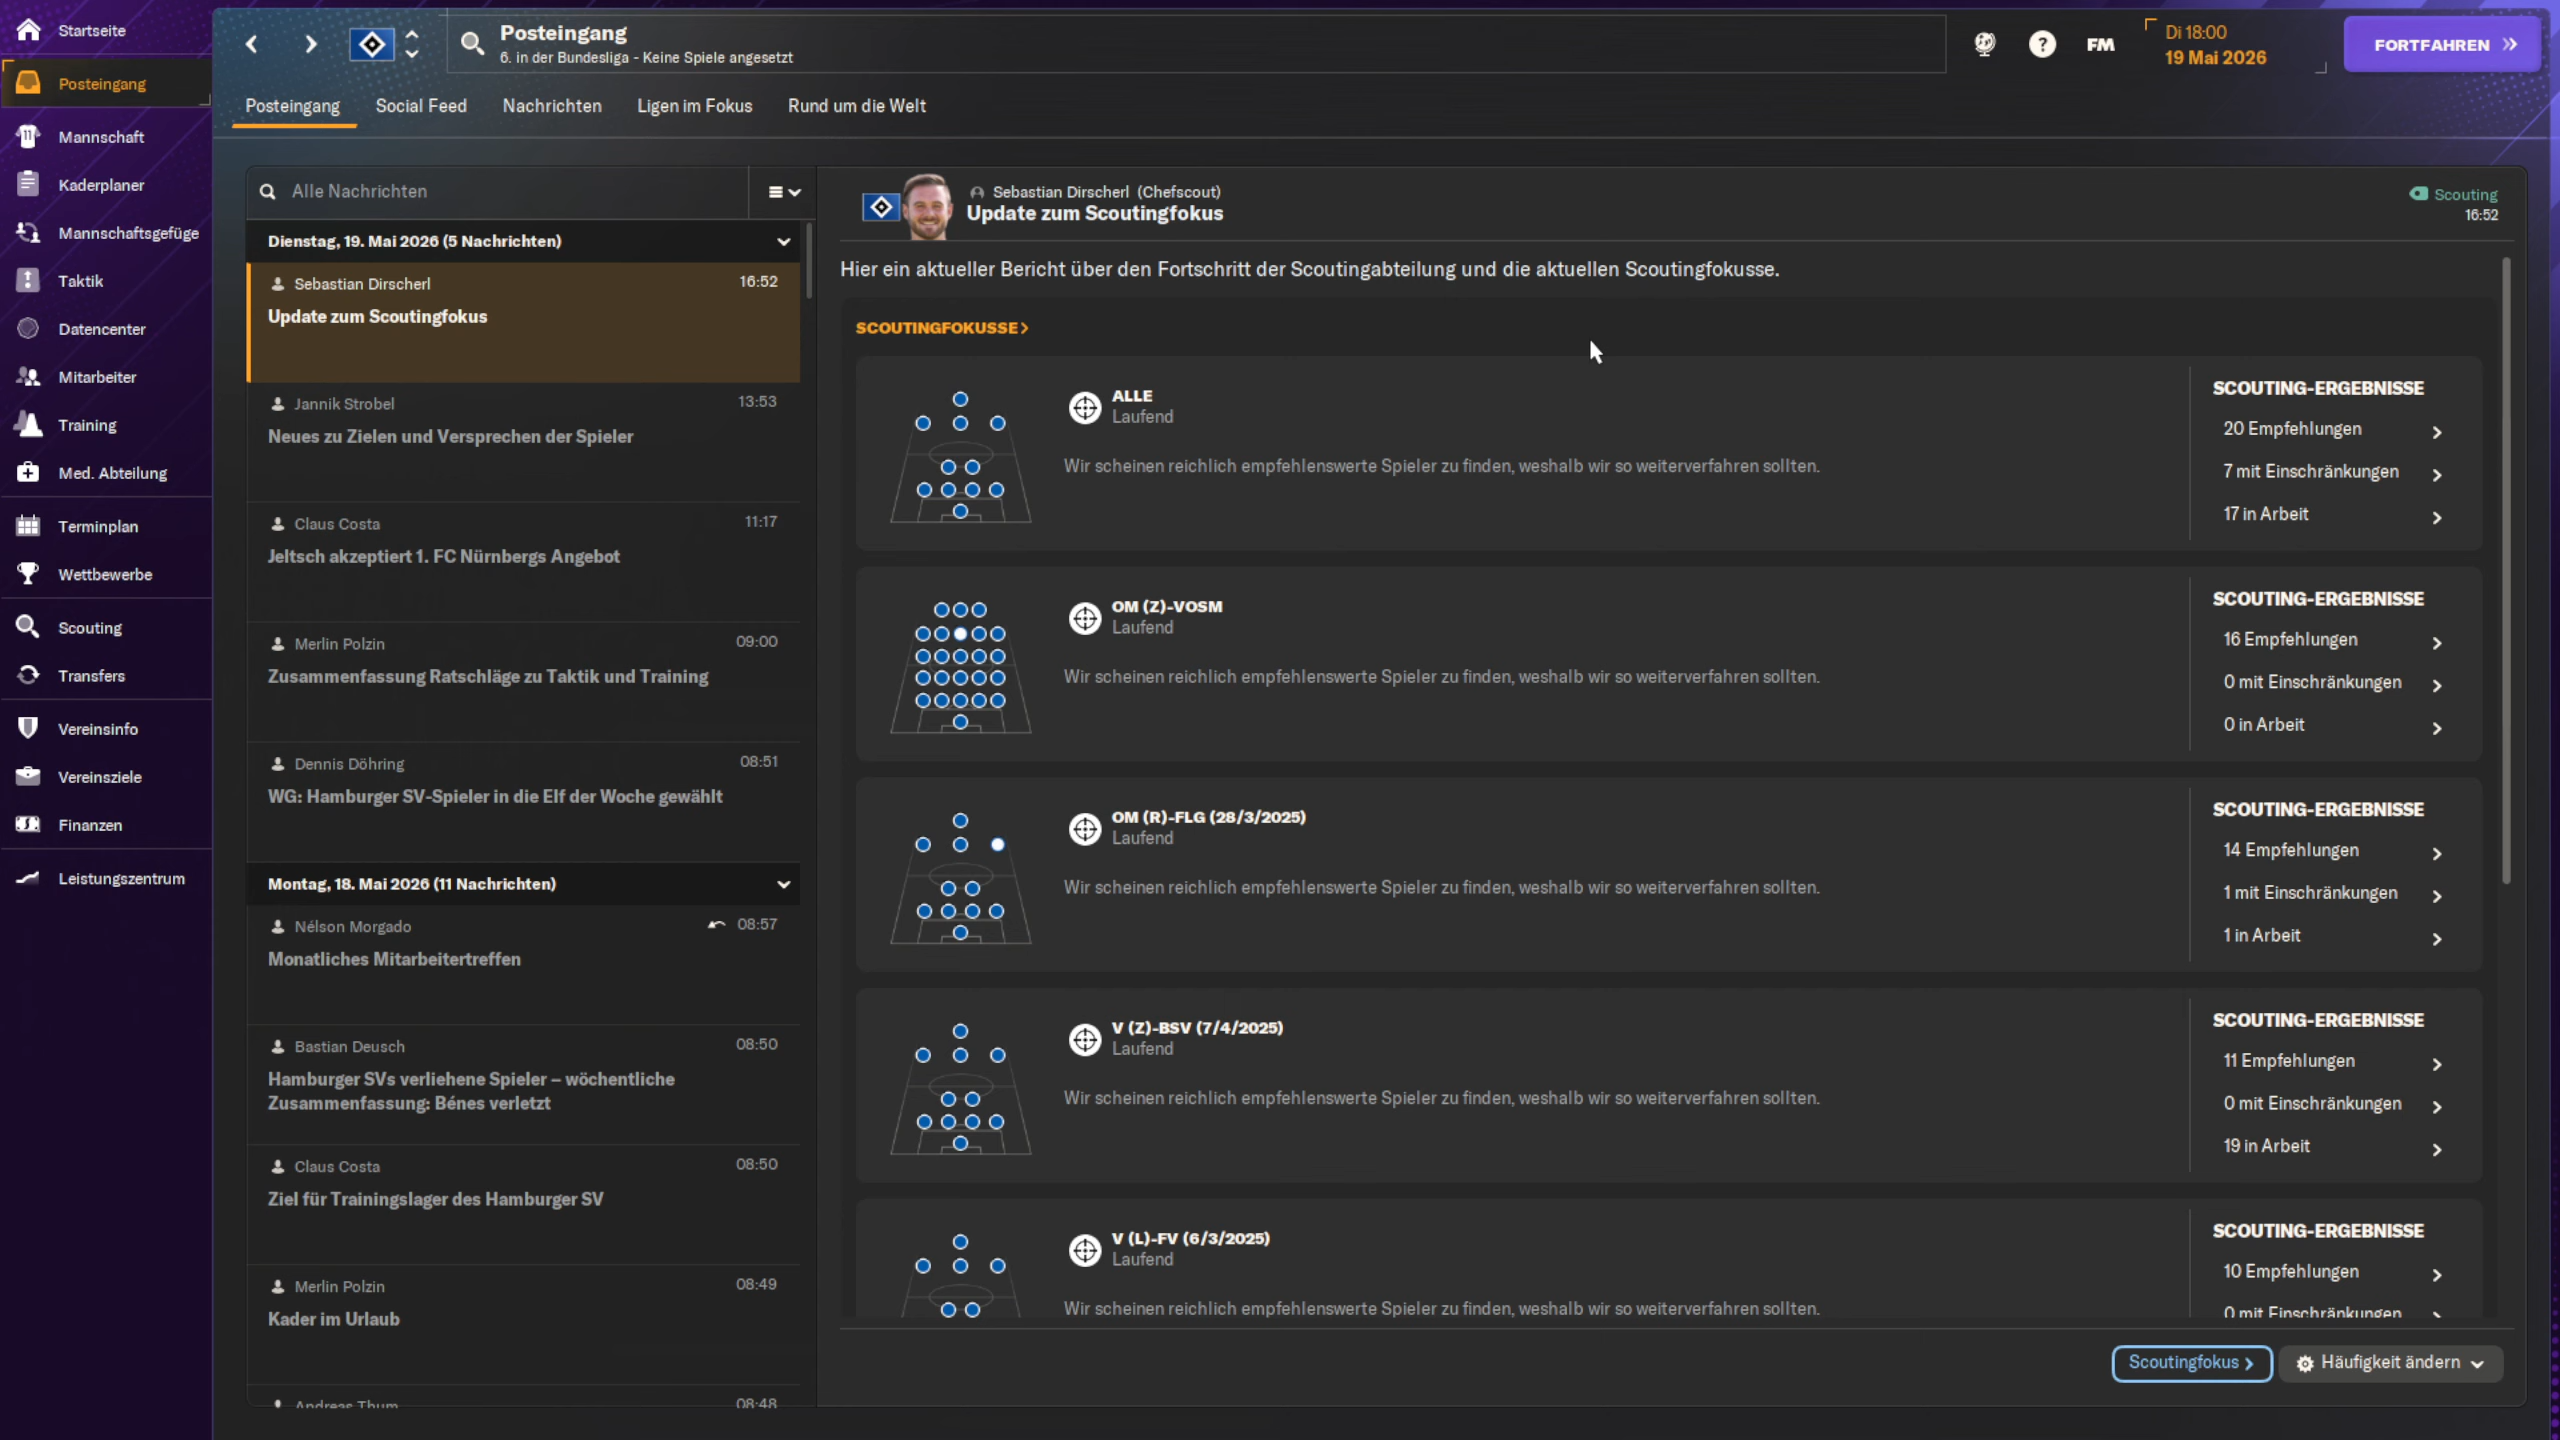 Startseite
Posteingang
Mannschaft
Kaderplaner
Mannschaftsgefüge
Taktik
Datencenter
Mitarbeiter
Training
Med. Abteilung
Terminplan
Wettbewerbe
Scouting
Transfers
Vereinsinfo
Vereinsziele
Finanzen
Leistungszentrum
Posteingang
6. in der Bundesliga - Keine Spiele angesetzt
?
FM
Di 18:00
19 Mai 2026
FORTFAHREN
Posteingang
Social Feed
Nachrichten
Ligen im Fokus
Rund um die Welt
Alle Nachrichten
Dienstag, 19. Mai 2026 (5 Nachrichten)
Sebastian Dirscherl 16:52
Update zum Scoutingfokus
Jannik Strobel 13:53
Neues zu Zielen und Versprechen der Spieler
Claus Costa 11:17
Jeltsch akzeptiert 1. FC Nürnbergs Angebot
Merlin Polzin 09:00
Zusammenfassung Ratschläge zu Taktik und Training
Dennis Döhring 08:51
WG: Hamburger SV-Spieler in die Elf der Woche gewählt
Montag, 18. Mai 2026 (11 Nachrichten)
Nélson Morgado 08:57
Monatliches Mitarbeitertreffen
Bastian Deusch 08:50
Hamburger SVs verliehene Spieler – wöchentliche
Zusammenfassung: Bénes verletzt
Claus Costa 08:50
Ziel für Trainingslager des Hamburger SV
Merlin Polzin 08:49
Kader im Urlaub
Andreas Thum 08:48
Sebastian Dirscherl (Chefscout)
Update zum Scoutingfokus
Scouting
16:52
Hier ein aktueller Bericht über den Fortschritt der Scoutingabteilung und die aktuellen Scoutingfokusse.
SCOUTINGFOKUSSE
ALLE
Laufend
Wir scheinen reichlich empfehlenswerte Spieler zu finden, weshalb wir so weiterverfahren sollten.
SCOUTING-ERGEBNISSE
20 Empfehlungen
7 mit Einschränkungen
17 in Arbeit
OM (Z)-VOSM
Laufend
Wir scheinen reichlich empfehlenswerte Spieler zu finden, weshalb wir so weiterverfahren sollten.
SCOUTING-ERGEBNISSE
16 Empfehlungen
0 mit Einschränkungen
0 in Arbeit
OM (R)-FLG (28/3/2025)
Laufend
Wir scheinen reichlich empfehlenswerte Spieler zu finden, weshalb wir so weiterverfahren sollten.
SCOUTING-ERGEBNISSE
14 Empfehlungen
1 mit Einschränkungen
1 in Arbeit
V (Z)-BSV (7/4/2025)
Laufend
Wir scheinen reichlich empfehlenswerte Spieler zu finden, weshalb wir so weiterverfahren sollten.
SCOUTING-ERGEBNISSE
11 Empfehlungen
0 mit Einschränkungen
19 in Arbeit
V (L)-FV (6/3/2025)
Laufend
Wir scheinen reichlich empfehlenswerte Spieler zu finden, weshalb wir so weiterverfahren sollten.
SCOUTING-ERGEBNISSE
10 Empfehlungen
0 mit Einschränkungen
Scoutingfokus
Häufigkeit ändern